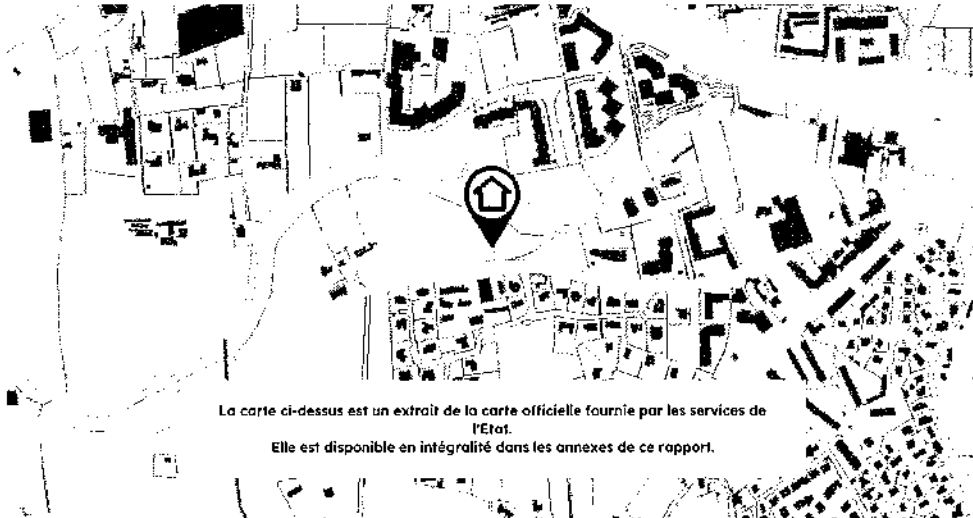 La carte ci-dessus est un extrait de la carte officielle fournie par les services de
l'Etat.
Elle est disponible en intégralité dans les annexes de ce rapport.